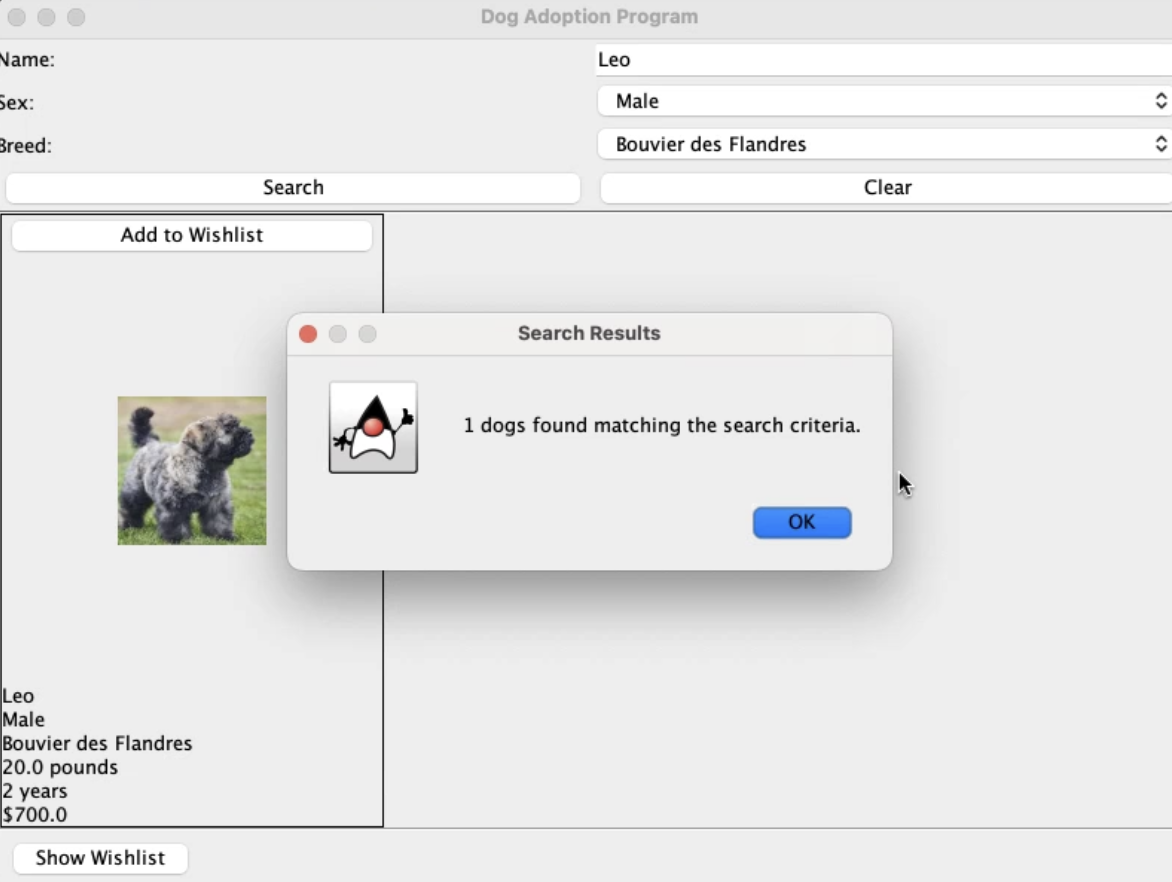 Dog Adoption Program
Name:
Leo
Sex:
Male
Breed:
Bouvier des Flandres
Search
Clear
Add to Wishlist
Search Results
1 dogs found matching the search criteria.
OK
Leo
Male
Bouvier des Flandres
20.0 pounds
2 years
$700.0
Show Wishlist